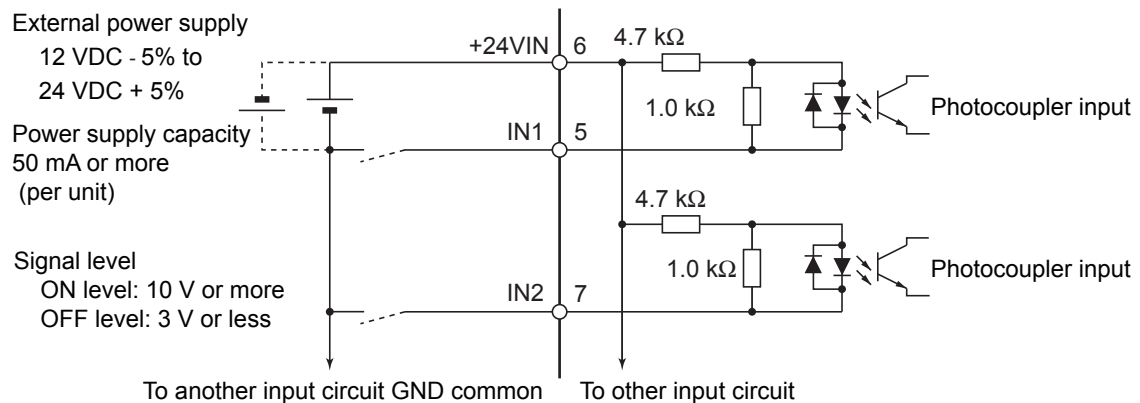 External power supply
12 VDC - 5% to
24 VDC + 5%
Power supply capacity
50 mA or more
(per unit)
Signal level
ON level: 10 V or more
OFF level: 3 V or less
+24VIN 6
IN1 5
IN2 7
4.7 kΩ
1.0 kΩ
Photocoupler input
4.7 kΩ
1.0 kΩ
Photocoupler input
To another input circuit GND common
To other input circuit